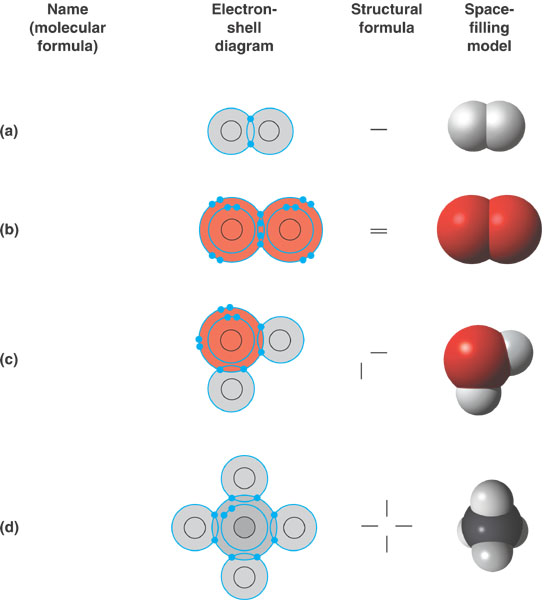 Name
(molecular
formula)
Electron-
shell
diagram
Structural
formula
Space-
filling
model
(a)
(b)
(c)
(d)